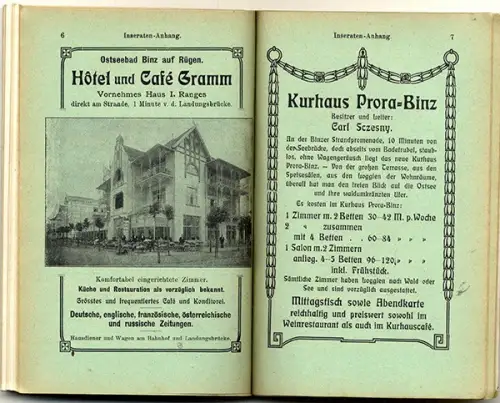 6
Inseraten-Anhang.
Ostseebad Binz auf Rügen.
Hôtel und Café Gramm
Vornehmes Haus I. Ranges
direkt am Strande, 1 Minute v. d. Landungsbrücke.
Komfortabel eingerichtete Zimmer.
Küche und Restauration als vorzüglich bekannt.
Grösstes und frequentiertes Café und Konditorei.
Deutsche, englische, französische, österreichische
und russische Zeitungen.
Hausdiener und Wagen am Bahnhof und Landungsbrücke.
Inseraten-Anhang.
7
Kurhaus Prora=Binz
Besitzer und Leiter:
Carl Sczesny.
An der Binzer Strandpromenade, 10 Minuten von
der Seebrücke, doch abseits vom Badetrubel, staub-
los, ohne Wagengeräusch liegt das neue Kurhaus
Prora-Binz. – Von der großen Terrasse, aus den
Speisesälen, aus den Loggien der Wohnräume,
überall hat man den freien Blick auf die Ostsee
und ihre waldumkränzten Ufer.
Es kosten im Kurhaus Prora-Binz:
1 Zimmer m. 2 Betten 30–42 M. p. Woche
2 „ zusammen
mit 4 Betten . . 60–84 „ „ „
1 Salon m. 2 Zimmern
anlieg. 4–5 Betten 96–120,„ „ „
inkl. Frühstück.
Sämtliche Zimmer haben Loggien nach Wald oder
See und sind vorzüglich ausgestattet.
Mittagstisch sowie Abendkarte
reichhaltig und preiswert sowohl im
Weinrestaurant als auch im Kurhauscafé.